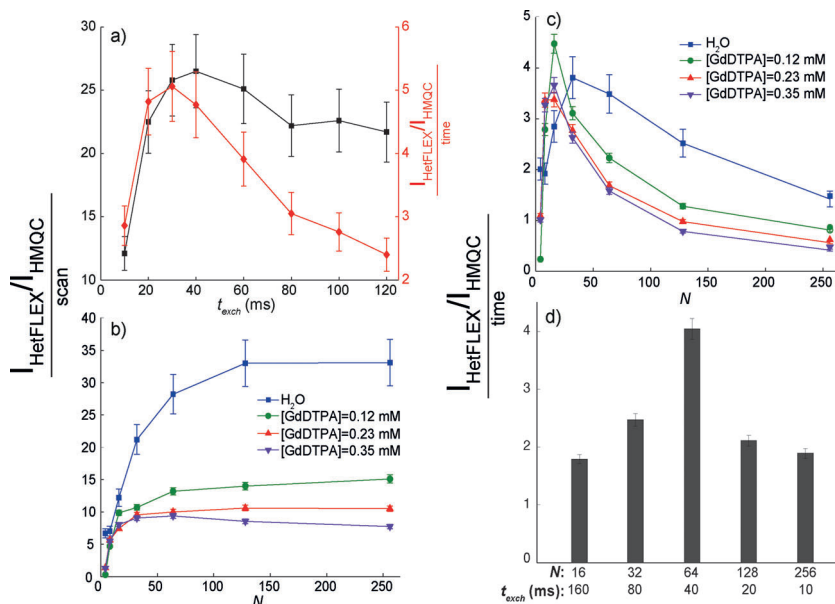 a)
30
25
20
15
10
0
20
40
60
80
100
120
t_exch (ms)
6
5
4
3
2
I_HetFLEX/I_HMQC
time
I_HetFLEX/I_HMQC
scan
b)
40
35
30
25
20
15
10
5
0
H₂O
[GdDTPA]=0.12 mM
[GdDTPA]=0.23 mM
[GdDTPA]=0.35 mM
0
50
100
150
200
250
N
c)
5
4
3
2
1
0
H₂O
[GdDTPA]=0.12 mM
[GdDTPA]=0.23 mM
[GdDTPA]=0.35 mM
0
50
100
150
200
250
N
I_HetFLEX/I_HMQC
time
d)
4
3
2
1
0
N: 16 32 64 128 256
t_exch (ms): 160 80 40 20 10